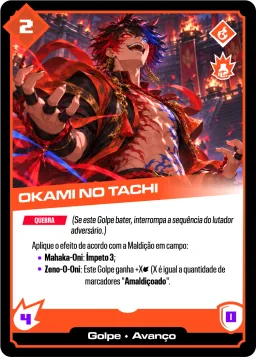 2
OKAMI NO TACHI
QUEBRA (Se este Golpe bater, interrompa a sequência do lutador
adversário.)
Aplique o efeito de acordo com a Maldição em campo:
• Mahaka-Oni: Ímpeto 3;
• Zeno-O-Oni: Este Golpe ganha +X (X é igual a quantidade de
marcadores "Amaldiçoado".
4
0
Golpe • Avanço